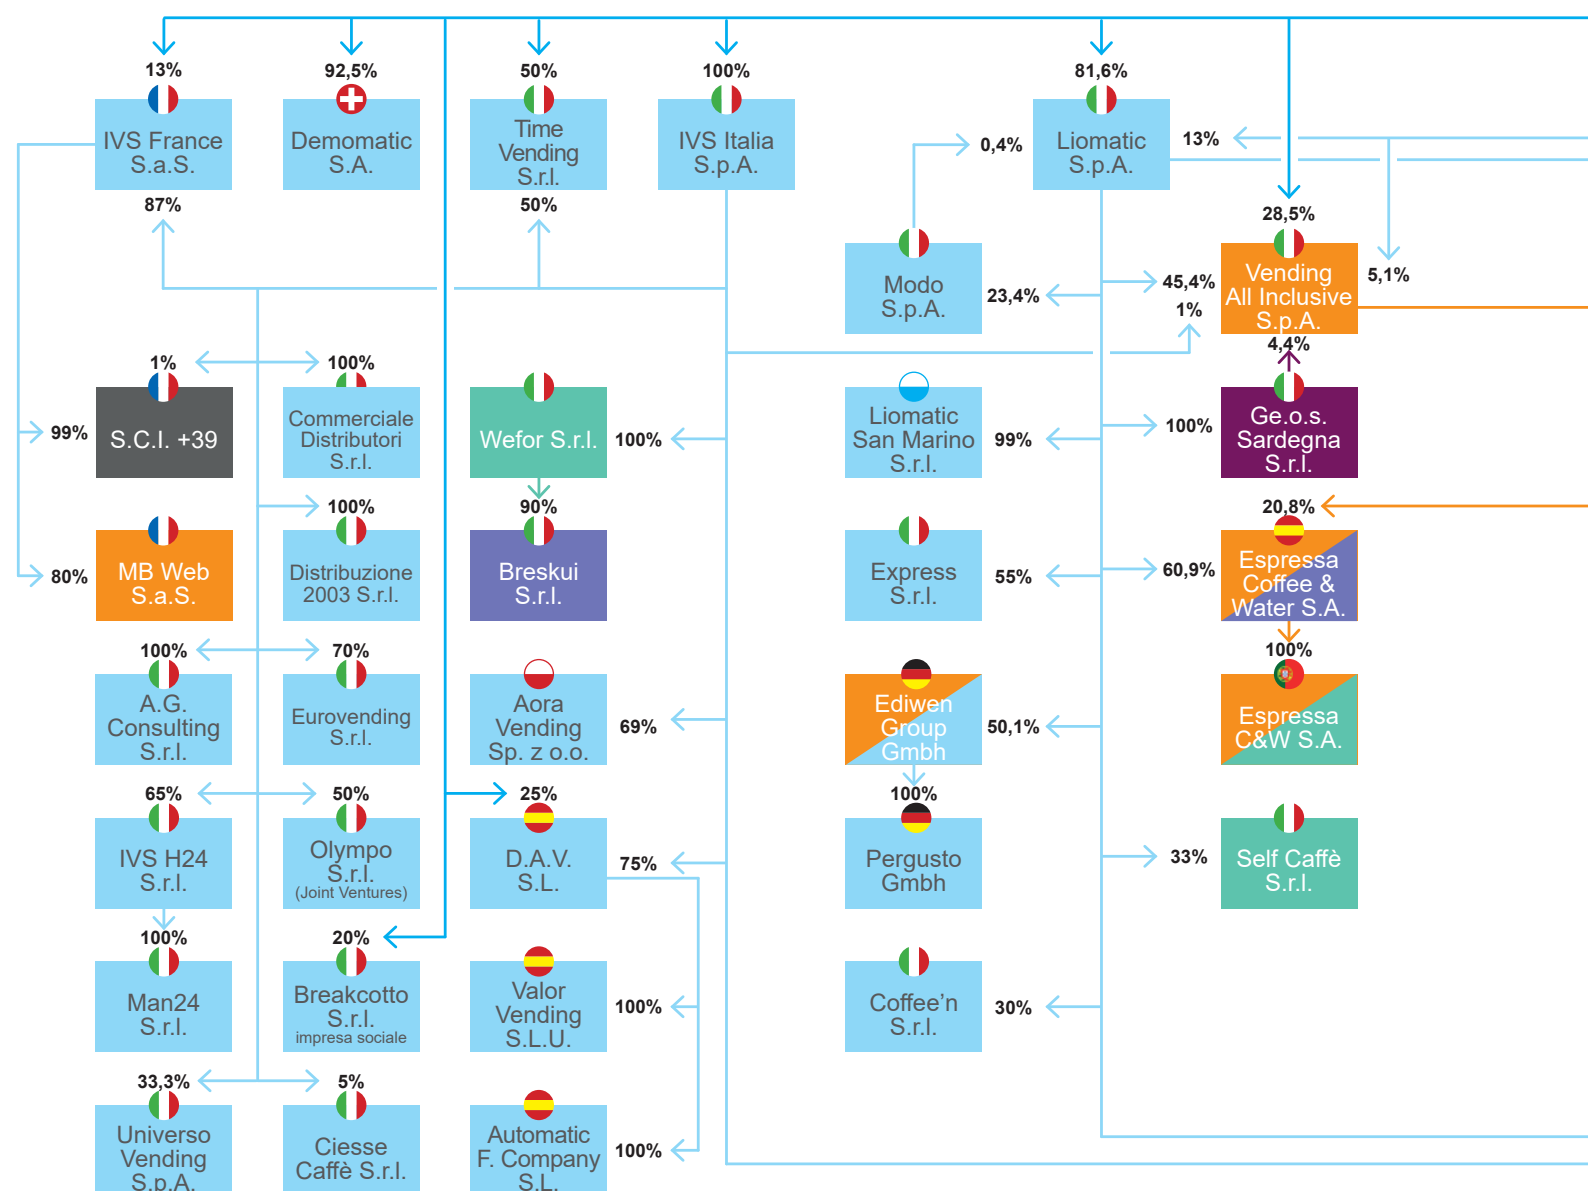 13%
92,5%
50%
100%
81,6%
IVS France
S.a.S.
Demomatic
S.A.
Time
Vending
S.r.l.
IVS Italia
S.p.A.
0,4%
Liomatic
S.p.A.
13%
87%
50%
28,5%
Modo
S.p.A.
23,4%
45,4%
1%
Vending
All Inclusive
S.p.A.
5,1%
4,4%
1%
100%
99%
S.C.I. +39
Commerciale
Distributori
S.r.l.
Wefor S.r.l.
100%
Liomatic
San Marino
S.r.l.
99%
100%
Ge.o.s.
Sardegna
S.r.l.
100%
90%
20,8%
80%
MB Web
S.a.S.
Distribuzione
2003 S.r.l.
Breskui
S.r.l.
Express
S.r.l.
55%
60,9%
Espressa
Coffee &
Water S.A.
100%
70%
100%
A.G.
Consulting
S.r.l.
Eurovending
S.r.l.
Aora
Vending
Sp. z o.o.
69%
Ediwen
Group
Gmbh
50,1%
Espressa
C&W S.A.
65%
50%
25%
100%
IVS H24
S.r.l.
Olympo
S.r.l.
(Joint Ventures)
D.A.V.
S.L.
75%
Pergusto
Gmbh
33%
Self Caffè
S.r.l.
100%
20%
Man24
S.r.l.
Breakcotto
S.r.l.
impresa sociale
Valor
Vending
S.L.U.
100%
Coffee’n
S.r.l.
30%
33,3%
5%
Universo
Vending
S.p.A.
Ciesse
Caffè S.r.l.
Automatic
F. Company
S.L.
100%